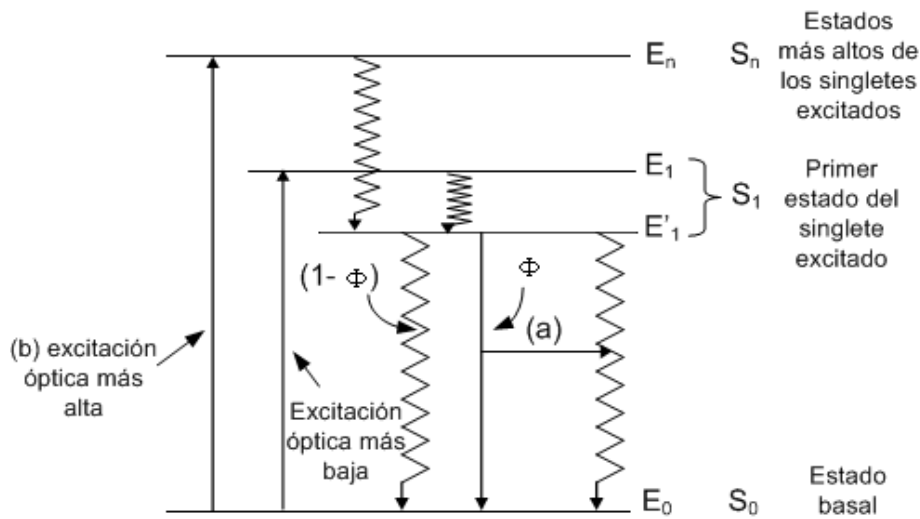 Estados
más altos de
los singletes
excitados
Eₙ
Sₙ
E₁
S₁
Primer
estado del
singlete
excitado
E'₁
(1- Φ)
Φ
(a)
(b) excitación
óptica más
alta
Excitación
óptica más
baja
E₀
S₀
Estado
basal